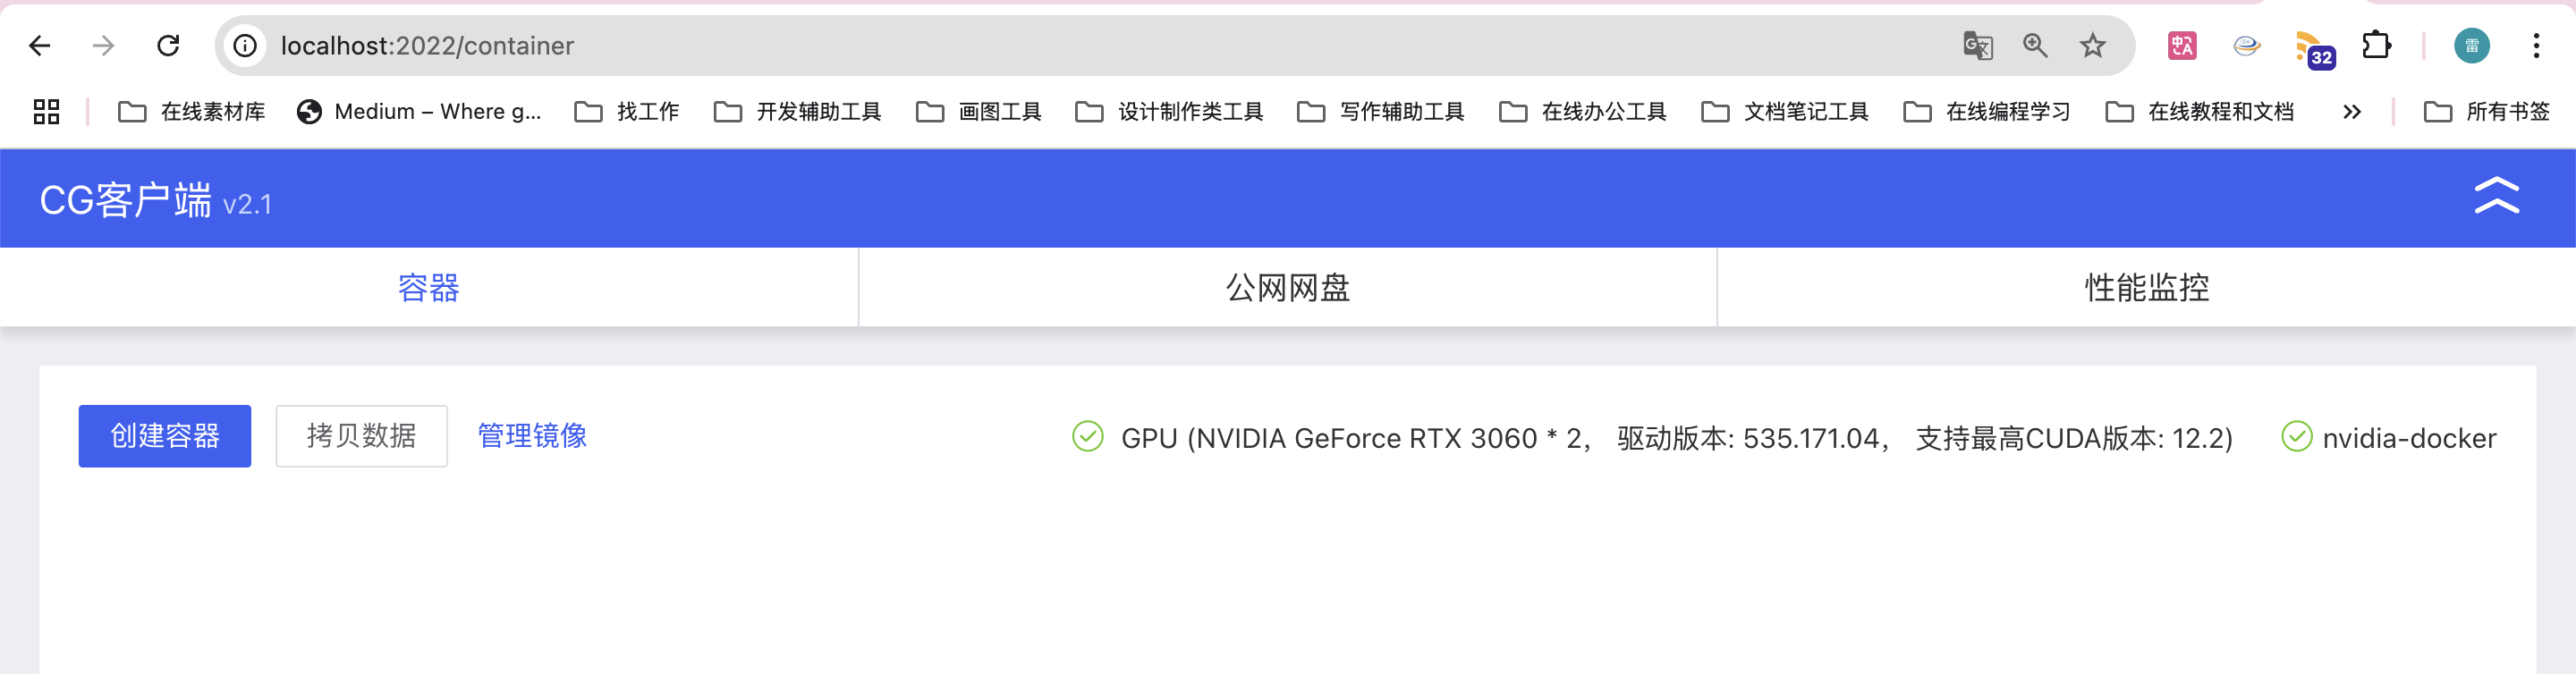 localhost:2022/container
32
雷
在线素材库 Medium – Where g... 找工作 开发辅助工具 画图工具 设计制作类工具 写作辅助工具 在线办公工具 文档笔记工具 在线编程学习 在线教程和文档 所有书签
CG客户端 v2.1
容器 公网网盘 性能监控
创建容器 拷贝数据 管理镜像 GPU (NVIDIA GeForce RTX 3060 * 2, 驱动版本: 535.171.04, 支持最高CUDA版本: 12.2) nvidia-docker